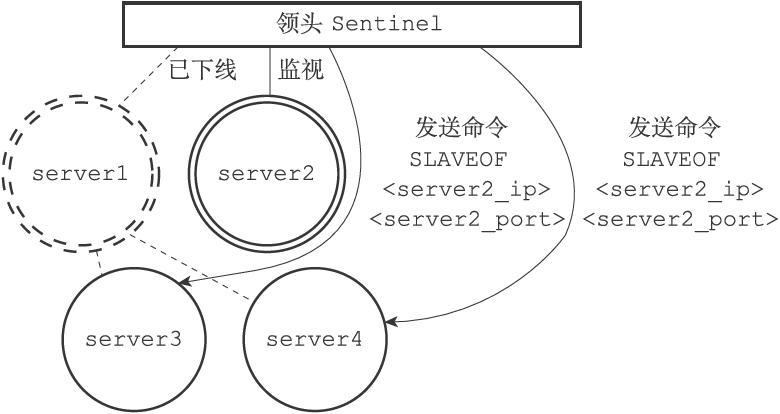 领头 Sentinel
已下线
监视
server1
server2
发送命令
SLAVEOF
<server2_ip>
<server2_port>
发送命令
SLAVEOF
<server2_ip>
<server2_port>
server3
server4